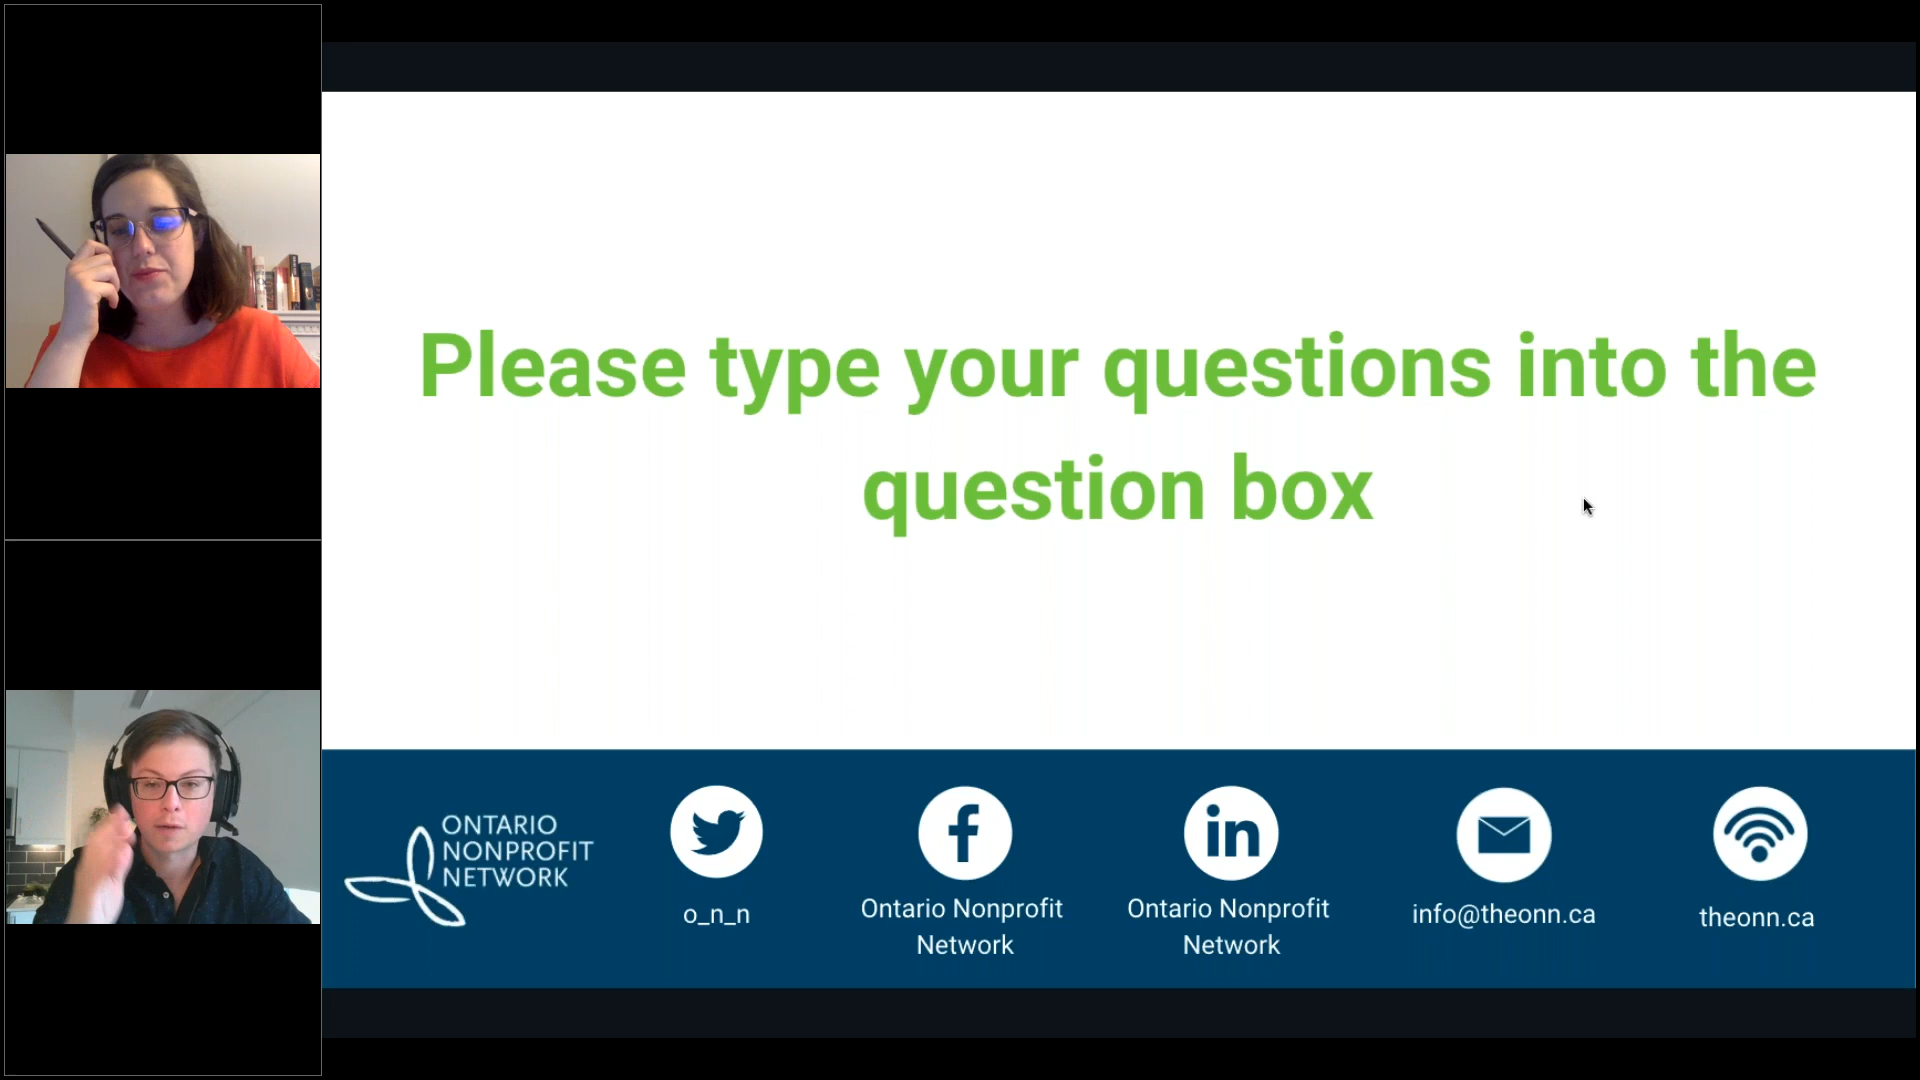 Please type your questions into the
question box
ONTARIO
NONPROFIT
NETWORK
o_n_n
Ontario Nonprofit
Network
Ontario Nonprofit
Network
info@theonn.ca
theonn.ca